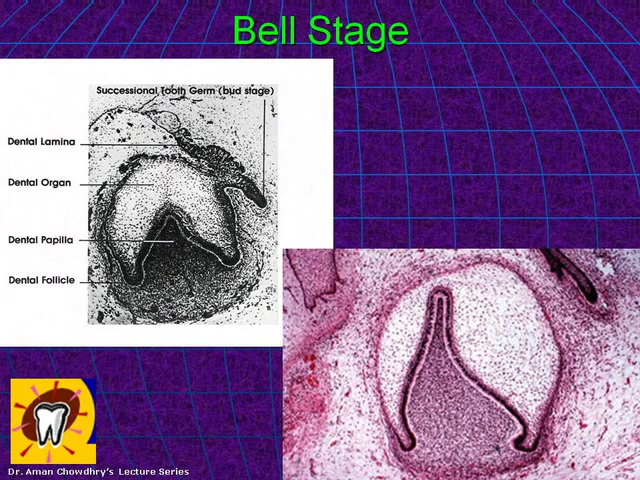 Bell Stage
Successional Tooth Germ (bud stage)
Dental Lamina
Dental Organ
Dental Papilla
Dental Follicle
Dr. Aman Chowdhry's Lecture Series